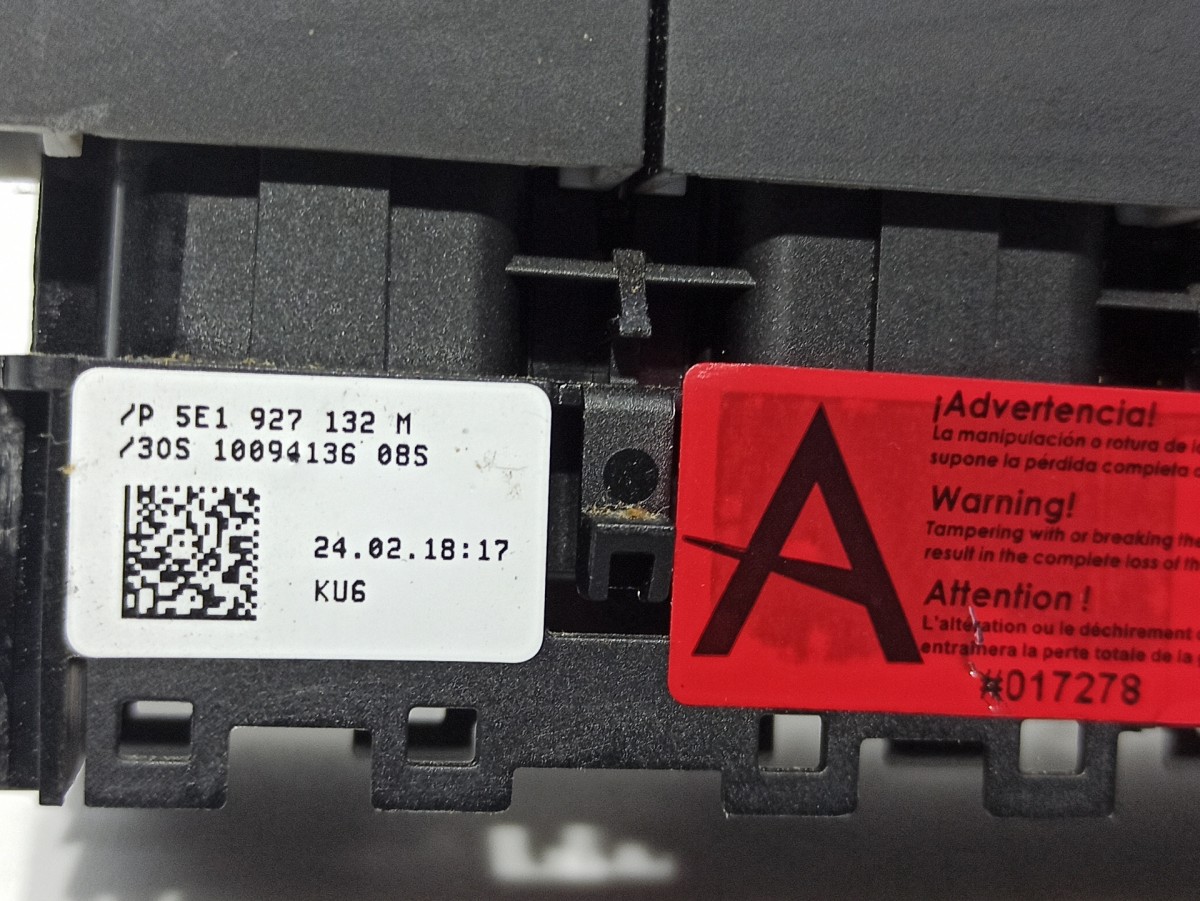 /P 5E1 927 132 M
/30S 10094136 08S
24.02.18:17
KU6
A
¡Advertencia!
La manipulación o rotura de
supone la pérdida completa
Warning!
Tampering with or breaking the
result in the complete loss of
Attention !
L'altération ou le déchirement
entraînera la perte totale de la
#017278